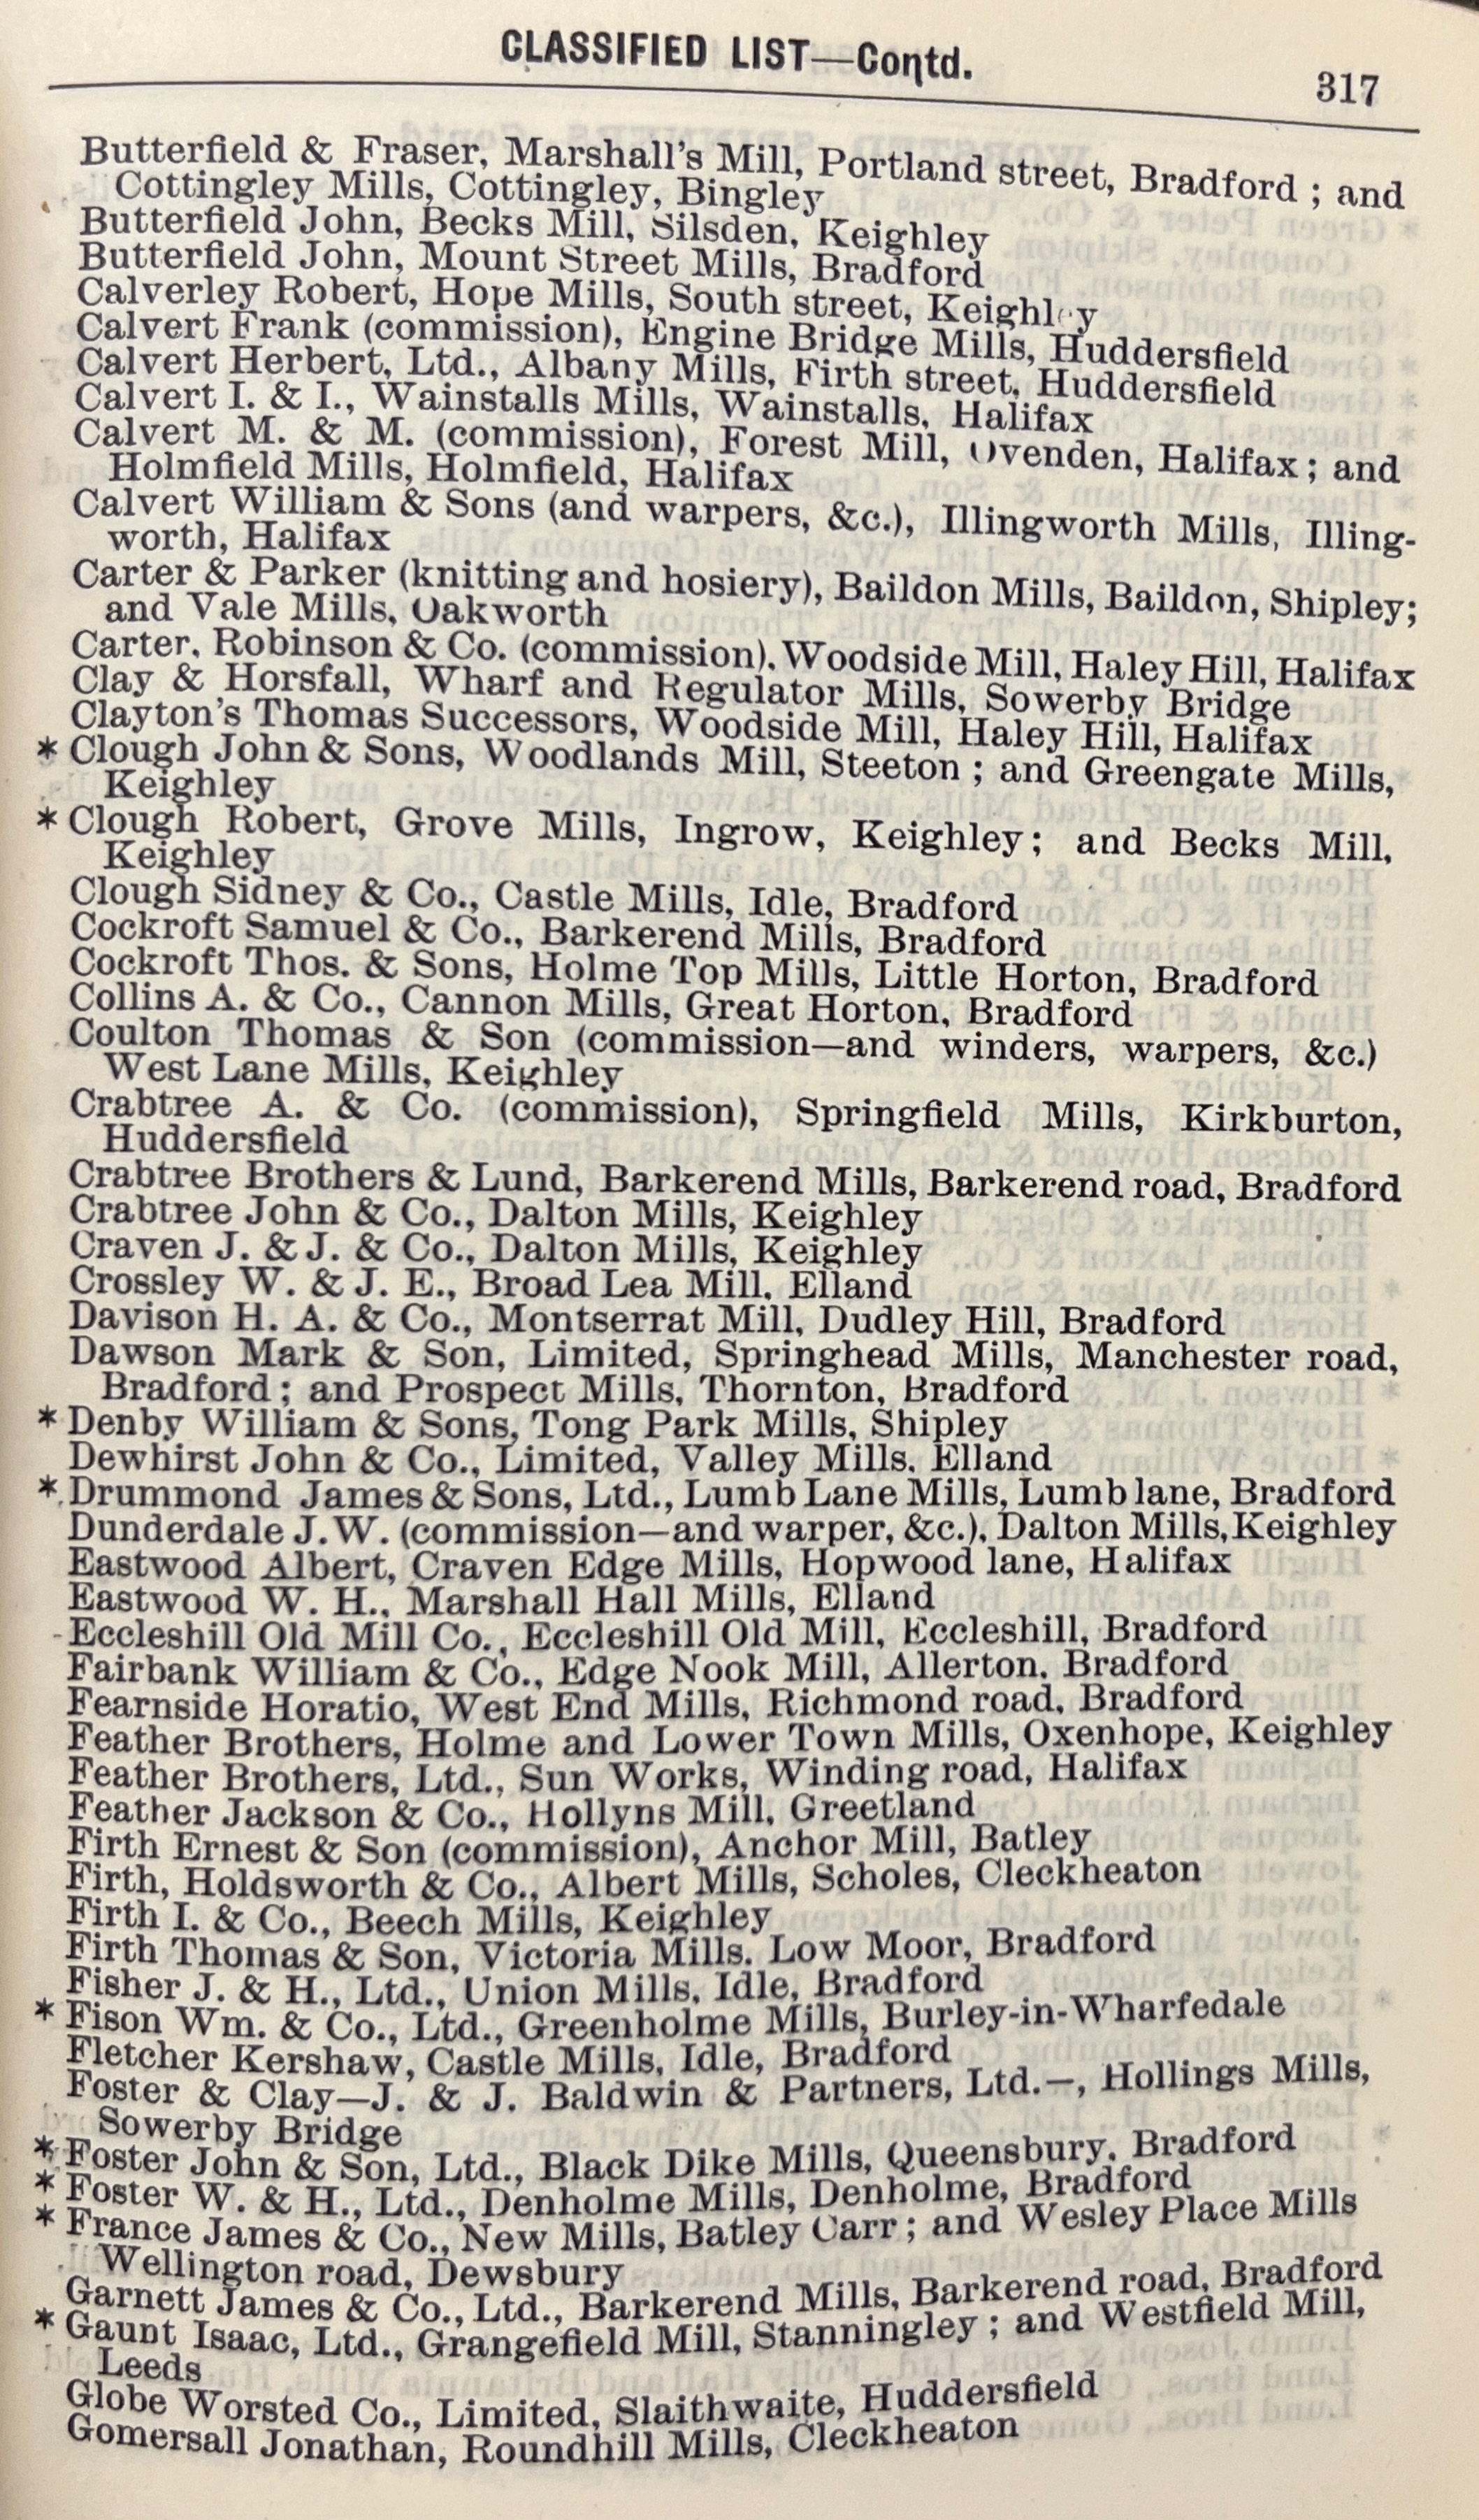 CLASSIFIED LIST—Contd.
317
Butterfield & Fraser, Marshall's Mill, Portland street, Bradford ; and
Cottingley Mills, Cottingley, Bingley
Butterfield John, Becks Mill, Silsden, Keighley
Butterfield John, Mount Street Mills, Bradford
Calverley Robert, Hope Mills, South street, Keighley
Calvert Frank (commission), Engine Bridge Mills, Huddersfield
Calvert Herbert, Ltd., Albany Mills, Firth street, Huddersfield
Calvert I. & I., Wainstalls Mills, Wainstalls, Halifax
Calvert M. & M. (commission), Forest Mill, Ovenden, Halifax ; and
Holmfield Mills, Holmfield, Halifax
Calvert William & Sons (and warpers, &c.), Illingworth Mills, Illing-
worth, Halifax
Carter & Parker (knitting and hosiery), Baildon Mills, Baildon, Shipley;
and Vale Mills, Oakworth
Carter, Robinson & Co. (commission), Woodside Mill, Haley Hill, Halifax
Clay & Horsfall, Wharf and Regulator Mills, Sowerby Bridge
Clayton's Thomas Successors, Woodside Mill, Haley Hill, Halifax
* Clough John & Sons, Woodlands Mill, Steeton ; and Greengate Mills,
Keighley
* Clough Robert, Grove Mills, Ingrow, Keighley ; and Becks Mill,
Keighley
Clough Sidney & Co., Castle Mills, Idle, Bradford
Cockroft Samuel & Co., Barkerend Mills, Bradford
Cockroft Thos. & Sons, Holme Top Mills, Little Horton, Bradford
Collins A. & Co., Cannon Mills, Great Horton, Bradford
Coulton Thomas & Son (commission—and winders, warpers, &c.)
West Lane Mills, Keighley
Crabtree A. & Co. (commission), Springfield Mills, Kirkburton,
Huddersfield
Crabtree Brothers & Lund, Barkerend Mills, Barkerend road, Bradford
Crabtree John & Co., Dalton Mills, Keighley
Craven J. & J. & Co., Dalton Mills, Keighley
Crossley W. & J. E., Broad Lea Mill, Elland
Davison H. A. & Co., Montserrat Mill, Dudley Hill, Bradford
Dawson Mark & Son, Limited, Springhead Mills, Manchester road,
Bradford ; and Prospect Mills, Thornton, Bradford
* Denby William & Sons, Tong Park Mills, Shipley
Dewhirst John & Co., Limited, Valley Mills, Elland
* Drummond James & Sons, Ltd., Lumb Lane Mills, Lumb lane, Bradford
Dunderdale J. W. (commission—and warper, &c.), Dalton Mills, Keighley
Eastwood Albert, Craven Edge Mills, Hopwood lane, Halifax
Eastwood W. H., Marshall Hall Mills, Elland
Eccleshill Old Mill Co., Eccleshill Old Mill, Eccleshill, Bradford
Fairbank William & Co., Edge Nook Mill, Allerton, Bradford
Fearnside Horatio, West End Mills, Richmond road, Bradford
Feather Brothers, Holme and Lower Town Mills, Oxenhope, Keighley
Feather Brothers, Ltd., Sun Works, Winding road, Halifax
Feather Jackson & Co., Hollyns Mill, Greetland
Firth Ernest & Son (commission), Anchor Mill, Batley
Firth, Holdsworth & Co., Albert Mills, Scholes, Cleckheaton
Firth I. & Co., Beech Mills, Keighley
Firth Thomas & Son, Victoria Mills, Low Moor, Bradford
Fisher J. & H., Ltd., Union Mills, Idle, Bradford
* Fison Wm. & Co., Ltd., Greenholme Mills, Burley-in-Wharfedale
Fletcher Kershaw, Castle Mills, Idle, Bradford
Foster & Clay—J. & J. Baldwin & Partners, Ltd.—, Hollings Mills,
Sowerby Bridge
* Foster John & Son, Ltd., Black Dike Mills, Queensbury, Bradford
* Foster W. & H., Ltd., Denholme Mills, Denholme, Bradford
* France James & Co., New Mills, Batley Carr ; and Wesley Place Mills
Wellington road, Dewsbury
Garnett James & Co., Ltd., Barkerend Mills, Barkerend road, Bradford
* Gaunt Isaac, Ltd., Grangefield Mill, Stanningley ; and Westfield Mill,
Leeds
Globe Worsted Co., Limited, Slaithwaite, Huddersfield
Gomersall Jonathan, Roundhill Mills, Cleckheaton